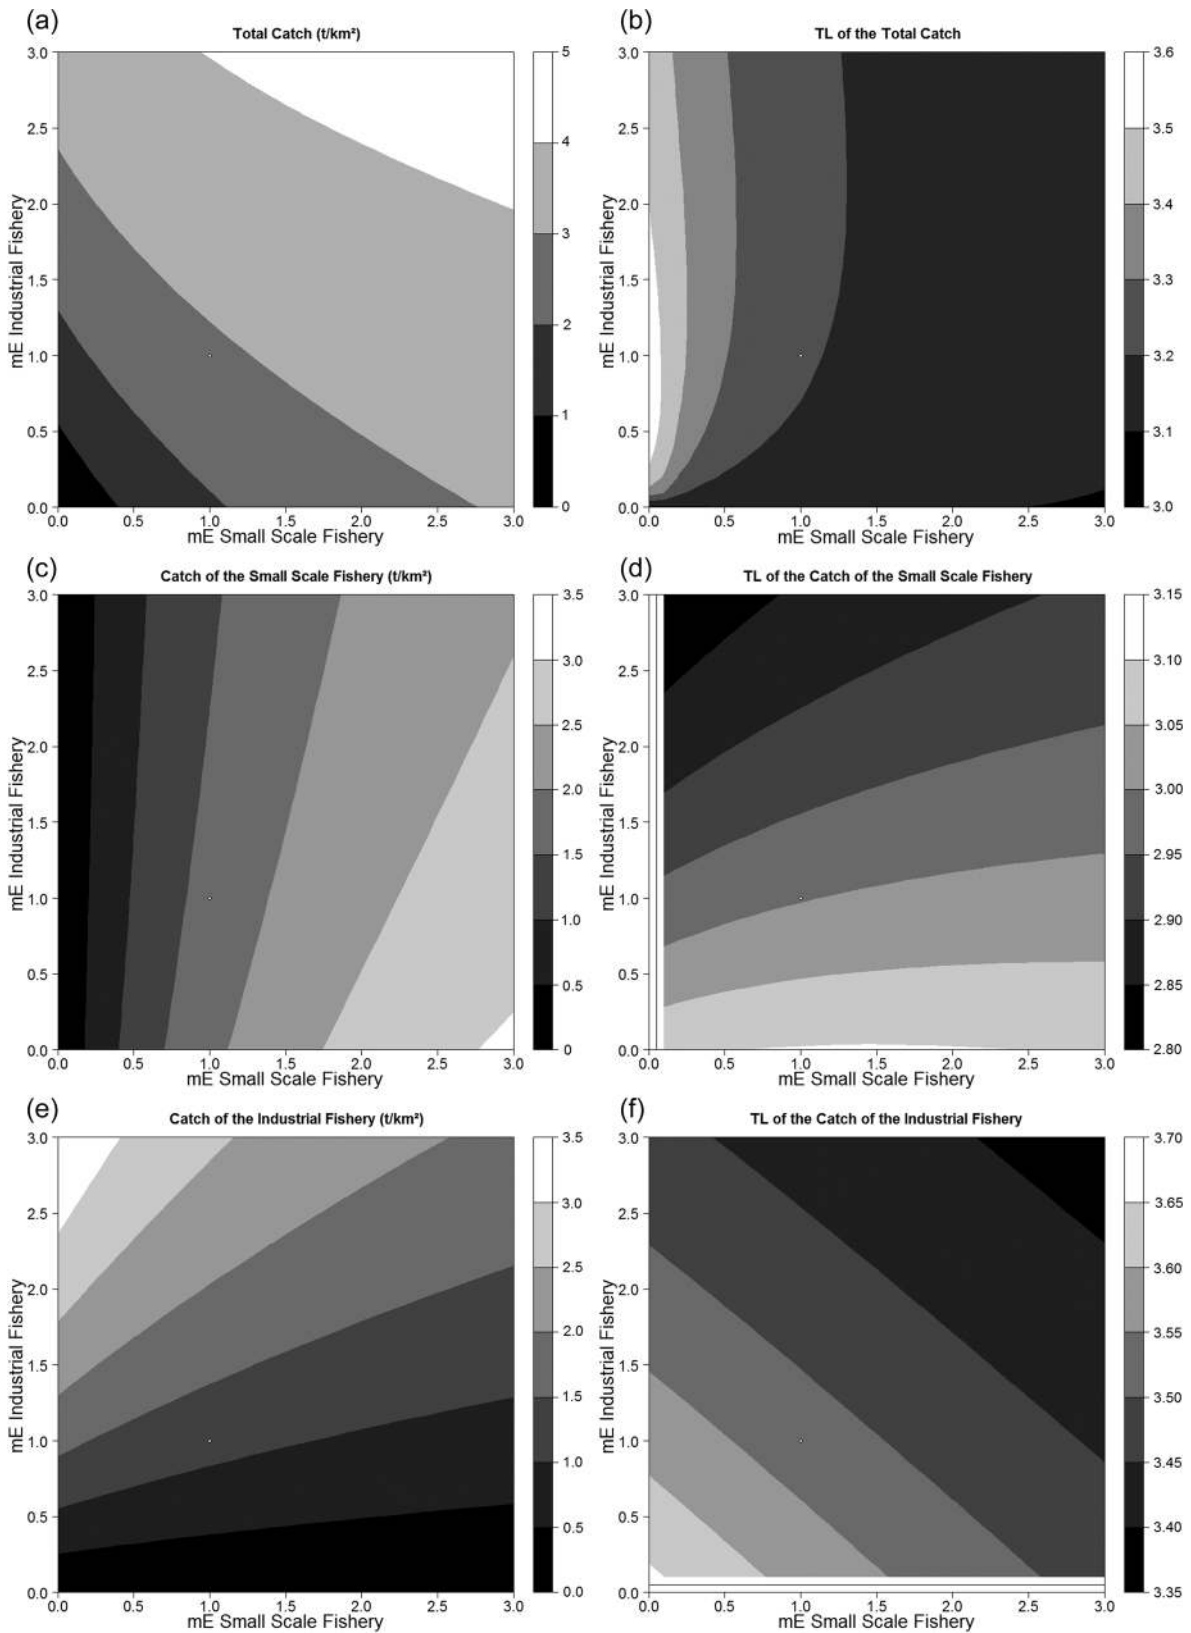 (a)
Total Catch (t/km²)
3.0
2.5
2.0
1.5
1.0
0.5
0.0
mE Industrial Fishery
0.0 0.5 1.0 1.5 2.0 2.5 3.0
mE Small Scale Fishery
5
4
3
2
1
0
(b)
TL of the Total Catch
3.0
2.5
2.0
1.5
1.0
0.5
0.0
mE Industrial Fishery
0.0 0.5 1.0 1.5 2.0 2.5 3.0
mE Small Scale Fishery
3.6
3.5
3.4
3.3
3.2
3.1
3.0
(c)
Catch of the Small Scale Fishery (t/km²)
3.0
2.5
2.0
1.5
1.0
0.5
0.0
mE Industrial Fishery
0.0 0.5 1.0 1.5 2.0 2.5 3.0
mE Small Scale Fishery
3.5
3.0
2.5
2.0
1.5
1.0
0.5
0
(d)
TL of the Catch of the Small Scale Fishery
3.0
2.5
2.0
1.5
1.0
0.5
0.0
mE Industrial Fishery
0.0 0.5 1.0 1.5 2.0 2.5 3.0
mE Small Scale Fishery
3.15
3.10
3.05
3.00
2.95
2.90
2.85
2.80
(e)
Catch of the Industrial Fishery (t/km²)
3.0
2.5
2.0
1.5
1.0
0.5
0.0
mE Industrial Fishery
0.0 0.5 1.0 1.5 2.0 2.5 3.0
mE Small Scale Fishery
3.5
3.0
2.5
2.0
1.5
1.0
0.5
0.0
(f)
TL of the Catch of the Industrial Fishery
3.0
2.5
2.0
1.5
1.0
0.5
0.0
mE Industrial Fishery
0.0 0.5 1.0 1.5 2.0 2.5 3.0
mE Small Scale Fishery
3.70
3.65
3.60
3.55
3.50
3.45
3.40
3.35